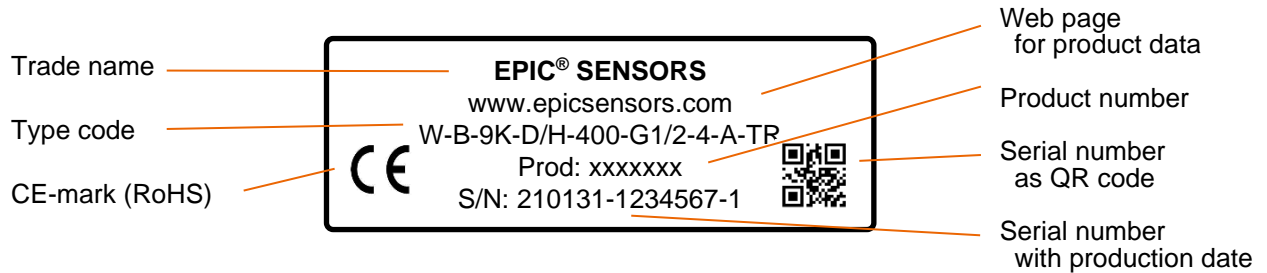 Trade name
Type code
CE-mark (RoHS)
EPIC® SENSORS
www.epicsensors.com
W-B-9K-D/H-400-G1/2-4-A-TR
Prod: xxxxxxx
S/N: 210131-1234567-1
CE
Web page
for product data
Product number
Serial number
as QR code
Serial number
with production date